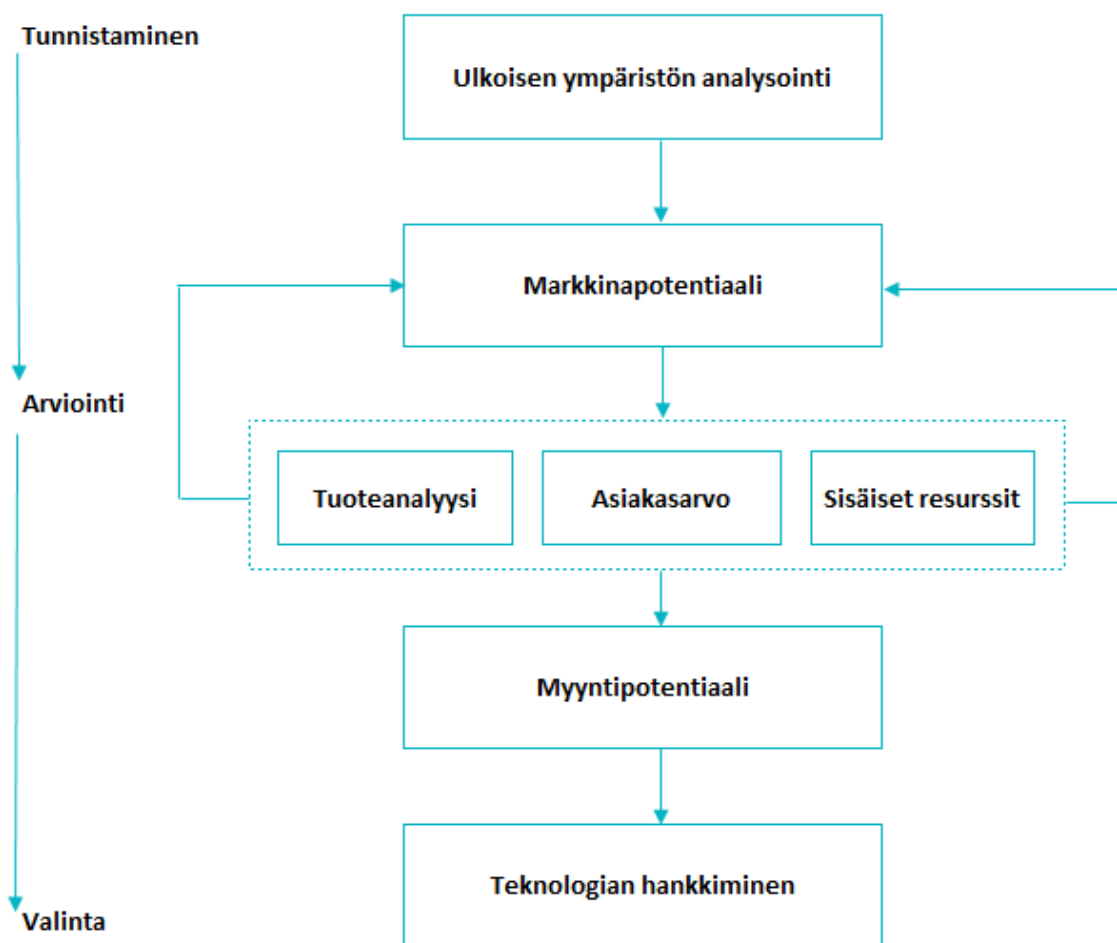 Tunnistaminen
Ulkoisen ympäristön analysointi
Markkinapotentiaali
Arviointi
Tuoteanalyysi
Asiakasarvo
Sisäiset resurssit
Myyntipotentiaali
Teknologian hankkiminen
Valinta